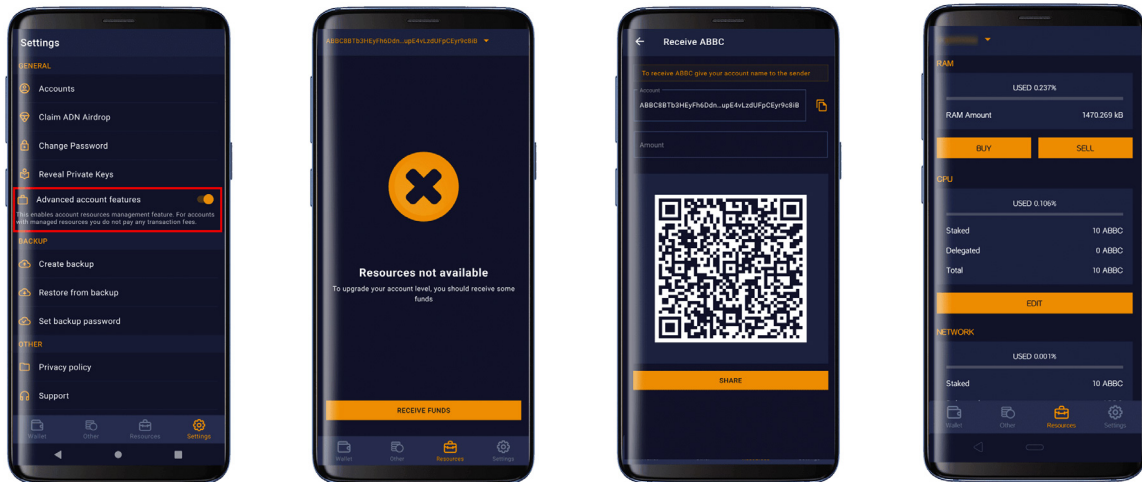 Settings
GENERAL
Accounts
Claim ADN Airdrop
Change Password
Reveal Private Keys
Advanced account features
This enables account resources management feature. For accounts
with managed resources you do not pay any transaction fees.
BACKUP
Create backup
Restore from backup
Set backup password
OTHER
Privacy policy
Support
Wallet
Other
Resources
Settings
ABBC8BTb3HEyFh6Ddn...upE4vLzdUFpCEyr9c8iB
Resources not available
To upgrade your account level, you should receive some
funds
RECEIVE FUNDS
Wallet
Other
Resources
Settings
Receive ABBC
To receive ABBC give your account name to the sender
Account
ABBC8BTb3HEyFh6Ddn...upE4vLzdUFpCEyr9c8iB
Amount
SHARE
RAM
USED 0.237%
RAM Amount 1470.269 kB
BUY SELL
CPU
USED 0.106%
Staked 10 ABBC
Delegated 0 ABBC
Total 10 ABBC
EDIT
NETWORK
USED 0.001%
Staked 10 ABBC
Wallet
Other
Resources
Settings